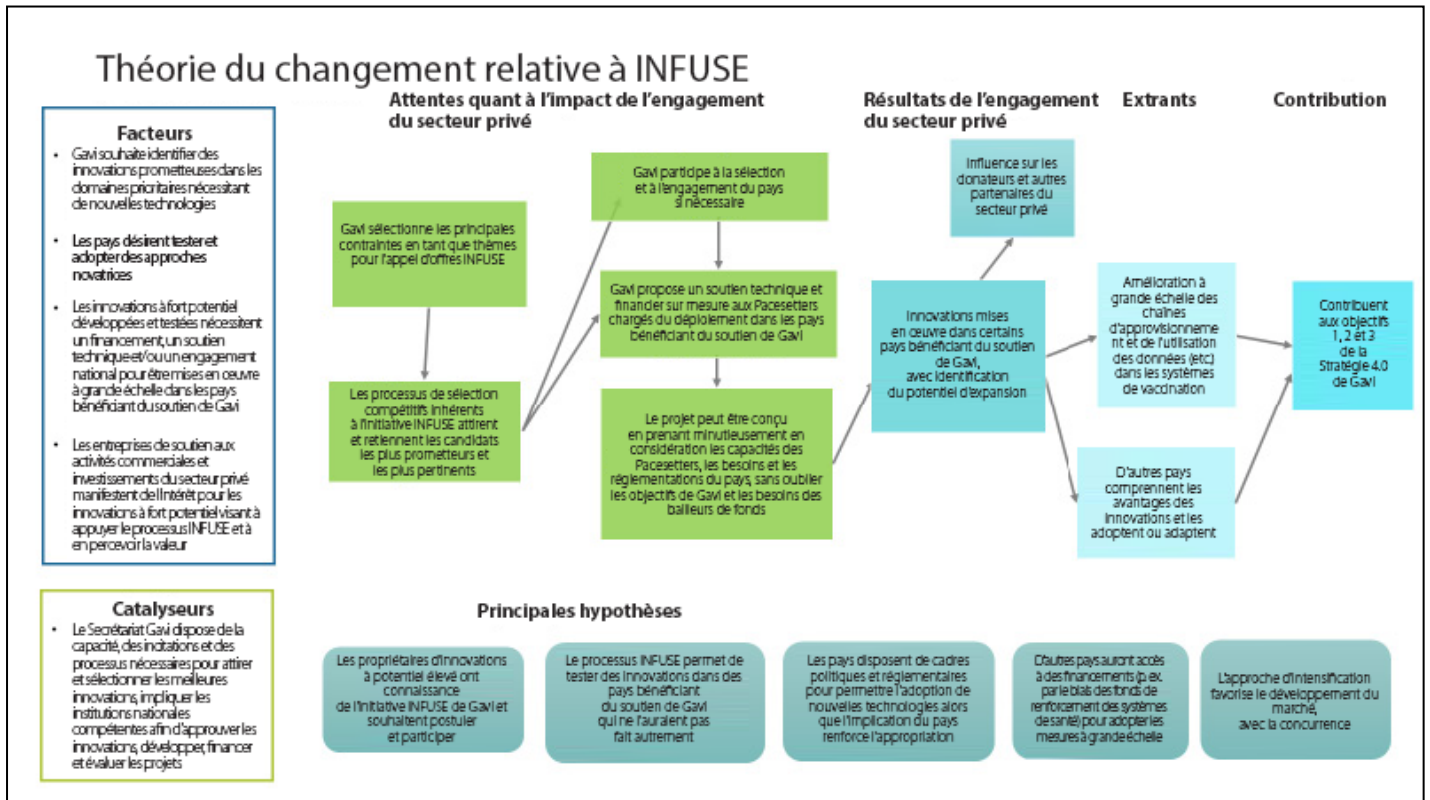 Théorie du changement relative à INFUSE
Facteurs
• Gavi souhaite identifier des
innovations prometteuses dans les
domaines prioritaires nécessitant
de nouvelles technologies
• Les pays désirent tester et
adopter des approches
novatrices
• Les innovations à fort potentiel
développées et testées nécessitent
un financement, un soutien
technique et/ou un engagement
national pour être mises en œuvre
à grande échelle dans les pays
bénéficiant du soutien de Gavi
• Les entreprises de soutien aux
activités commerciales et
investissements du secteur privé
manifestent de l'intérêt pour les
innovations à fort potentiel visant à
appuyer le processus INFUSE et à
en percevoir la valeur
Catalyseurs
• Le Secrétariat Gavi dispose de la
capacité, des incitations et des
processus nécessaires pour attirer
et sélectionner les meilleures
innovations, impliquer les
institutions nationales
compétentes afin d'approuver les
innovations, développer, financer
et évaluer les projets
Attentes quant à l'impact de l'engagement
du secteur privé
Gavi sélectionne les principales
contraintes en tant que thèmes
pour l'appel d'offres INFUSE
Les processus de sélection
compétitifs inhérents
à l'initiative INFUSE attirent
et retiennent les candidats
les plus prometteurs et
les plus pertinents
Gavi participe à la sélection
et à l'engagement du pays
si nécessaire
Gavi propose un soutien technique et
financier sur mesure aux Pacesetters
chargés du déploiement dans les pays
bénéficiant du soutien de Gavi
Le projet peut être conçu
en prenant minutieusement en
considération les capacités des
Pacesetters, les besoins et les
réglementations du pays, sans oublier
les objectifs de Gavi et les besoins des
bailleurs de fonds
Résultats de l'engagement
du secteur privé
Influence sur les
donateurs et autres
partenaires du
secteur privé
Innovations mises
en œuvre dans certains
pays bénéficiant du soutien
de Gavi,
avec identification
du potentiel d'expansion
Extrants
Amélioration à
grande échelle des
chaînes
d'approvisionneme
nt et de l'utilisation
des données (etc)
dans les systèmes
de vaccination
D'autres pays
comprennent les
avantages des
innovations et les
adoptent ou adaptent
Contribution
Contribuent
aux objectifs
1, 2 et 3
de la
Stratégie 4.0
de Gavi
Principales hypothèses
Les propriétaires d'innovations
à potentiel élevé ont
connaissance
de l'initiative INFUSE de Gavi et
souhaitent postuler
et participer
Le processus INFUSE permet de
tester des innovations dans des
pays bénéficiant
du soutien de Gavi
qui ne l'auraient pas
fait autrement
Les pays disposent de cadres
politiques et réglementaires
pour permettre l'adoption de
nouvelles technologies alors
que l'implication du pays
renforce l'appropriation
D'autres pays auront accès
à des financements (p. ex.
par le biais des fonds de
renforcement des systèmes
de santé) pour adopter les
mesures à grande échelle
L'approche d'intensification
favorise le développement du
marché,
avec la concurrence